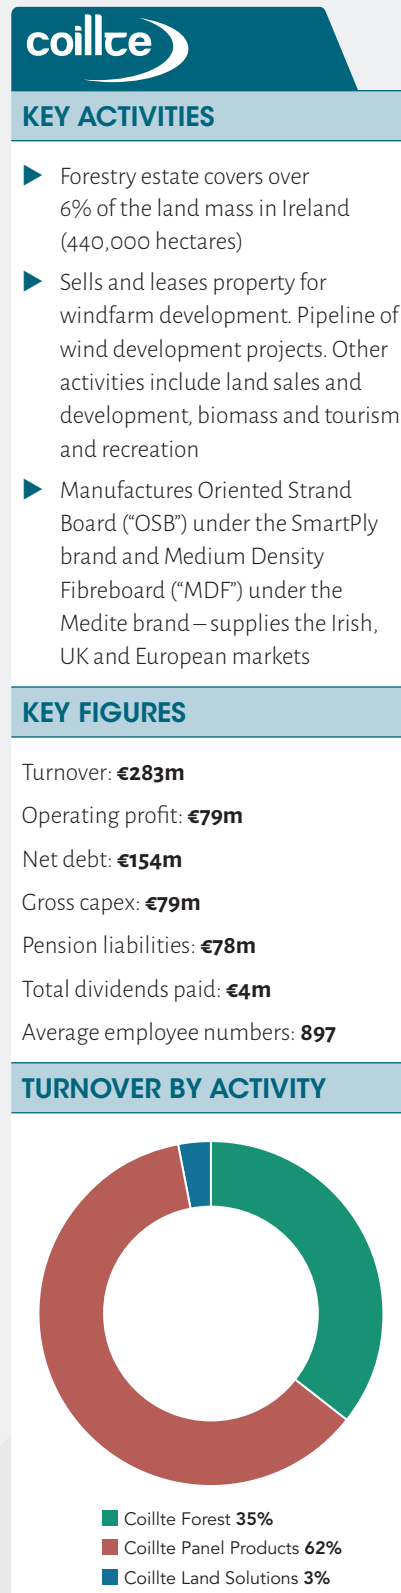 coillte
KEY ACTIVITIES
▶ Forestry estate covers over
6% of the land mass in Ireland
(440,000 hectares)
▶ Sells and leases property for
windfarm development. Pipeline of
wind development projects. Other
activities include land sales and
development, biomass and tourism
and recreation
▶ Manufactures Oriented Strand
Board (“OSB”) under the SmartPly
brand and Medium Density
Fibreboard (“MDF”) under the
Medite brand – supplies the Irish,
UK and European markets
KEY FIGURES
Turnover: €283m
Operating profit: €79m
Net debt: €154m
Gross capex: €79m
Pension liabilities: €78m
Total dividends paid: €4m
Average employee numbers: 897
TURNOVER BY ACTIVITY
Coillte Forest 35%
Coillte Panel Products 62%
Coillte Land Solutions 3%